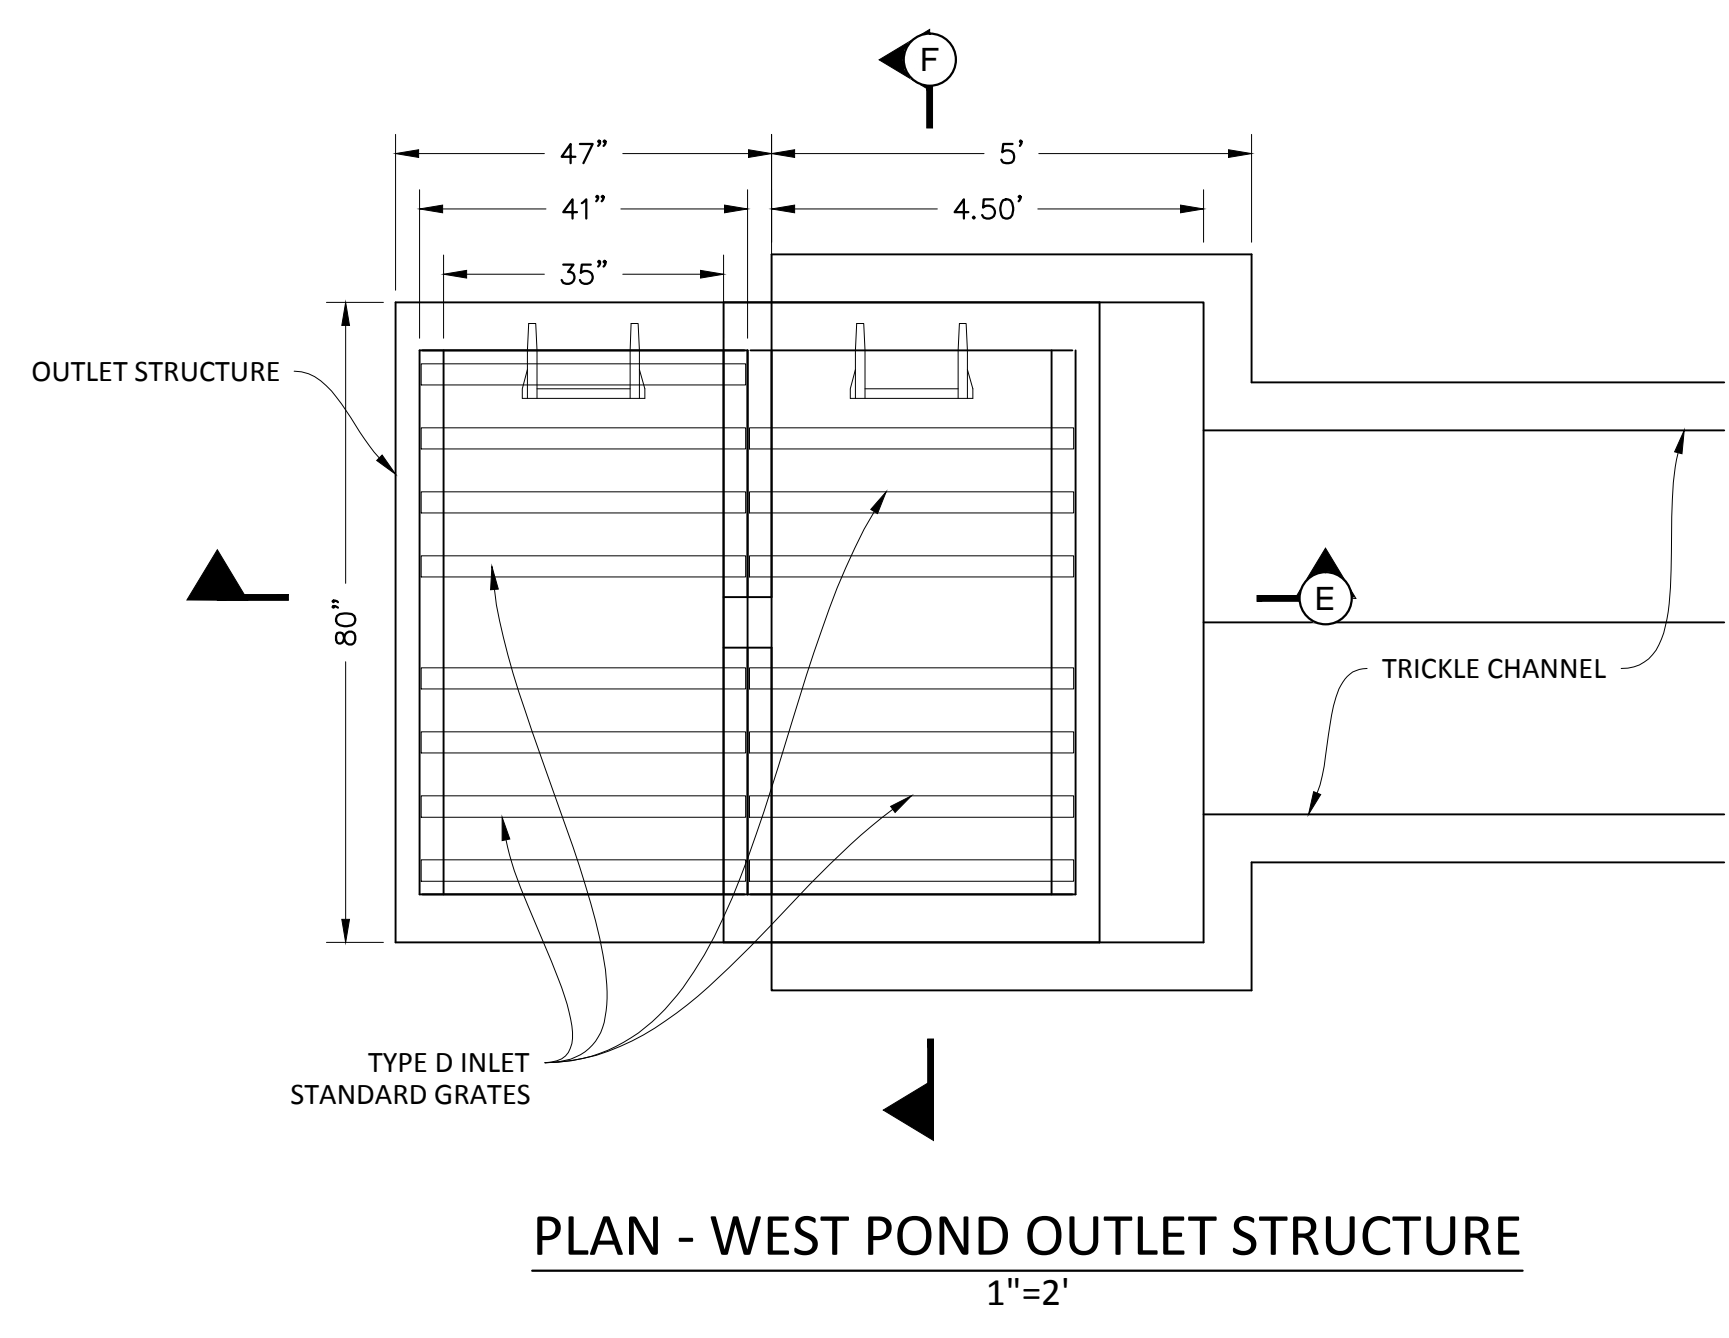 F
47”
5'
41”
4.50'
35”
OUTLET STRUCTURE
80”
E
TRICKLE CHANNEL
TYPE D INLET
STANDARD GRATES
PLAN - WEST POND OUTLET STRUCTURE
1"=2'